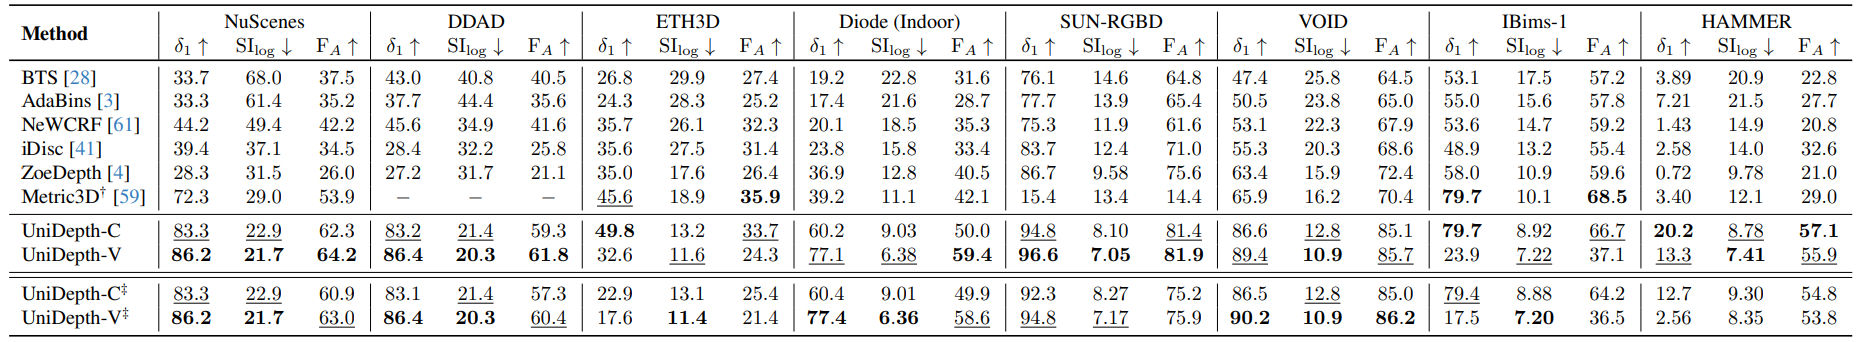 Method NuScenes DDAD ETH3D Diode (Indoor) SUN-RGBD VOID IBims-1 HAMMER
δ1 ↑ SIlog ↓ FA ↑ δ1 ↑ SIlog ↓ FA ↑ δ1 ↑ SIlog ↓ FA ↑ δ1 ↑ SIlog ↓ FA ↑ δ1 ↑ SIlog ↓ FA ↑ δ1 ↑ SIlog ↓ FA ↑ δ1 ↑ SIlog ↓ FA ↑ δ1 ↑ SIlog ↓ FA ↑
BTS [28] 33.7 68.0 37.5 43.0 40.8 40.5 26.8 29.9 27.4 19.2 22.8 31.6 76.1 14.6 64.8 47.4 25.8 64.5 53.1 17.5 57.2 3.89 20.9 22.8
AdaBins [3] 33.3 61.4 35.2 37.7 44.4 35.6 24.3 28.3 25.2 17.4 21.6 28.7 77.7 13.9 65.4 50.5 23.8 65.0 55.0 15.6 57.8 7.21 21.5 27.7
NeWCRF [61] 44.2 49.4 42.2 45.6 34.9 41.6 35.7 26.1 32.3 20.1 18.5 35.3 75.3 11.9 61.6 53.1 22.3 67.9 53.6 14.7 59.2 1.43 14.9 20.8
iDisc [41] 39.4 37.1 34.5 28.4 32.2 25.8 35.6 27.5 31.4 23.8 15.8 33.4 83.7 12.4 71.0 55.3 20.3 68.6 48.9 13.2 55.4 2.58 14.0 32.6
ZoeDepth [4] 28.3 31.5 26.0 27.2 31.7 21.1 35.0 17.6 26.4 36.9 12.8 40.5 86.7 9.58 75.6 63.4 15.9 72.4 58.0 10.9 59.6 0.72 9.78 21.0
Metric3D† [59] 72.3 29.0 53.9 − − − 45.6 18.9 35.9 39.2 11.1 42.1 15.4 13.4 14.4 65.9 16.2 70.4 79.7 10.1 68.5 3.40 12.1 29.0
UniDepth-C 83.3 22.9 62.3 83.2 21.4 59.3 49.8 13.2 33.7 60.2 9.03 50.0 94.8 8.10 81.4 86.6 12.8 85.1 79.7 8.92 66.7 20.2 8.78 57.1
UniDepth-V 86.2 21.7 64.2 86.4 20.3 61.8 32.6 11.6 24.3 77.1 6.38 59.4 96.6 7.05 81.9 89.4 10.9 85.7 23.9 7.22 37.1 13.3 7.41 55.9
UniDepth-C‡ 83.3 22.9 60.9 83.1 21.4 57.3 22.9 13.1 25.4 60.4 9.01 49.9 92.3 8.27 75.2 86.5 12.8 85.0 79.4 8.88 64.2 12.7 9.30 54.8
UniDepth-V‡ 86.2 21.7 63.0 86.4 20.3 60.4 17.6 11.4 21.4 77.4 6.36 58.6 94.8 7.17 75.9 90.2 10.9 86.2 17.5 7.20 36.5 2.56 8.35 53.8